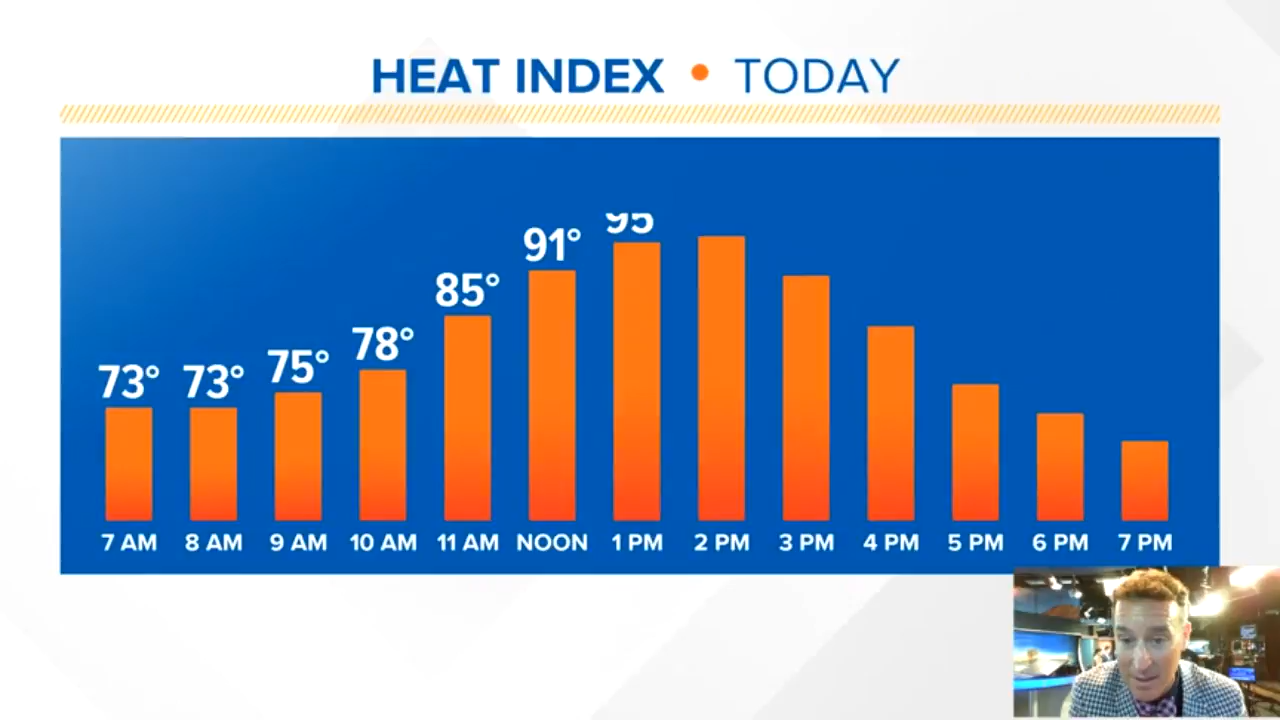 HEAT INDEX • TODAY
73° 73° 75° 78° 85° 91° 95
7 AM 8 AM 9 AM 10 AM 11 AM NOON 1 PM 2 PM 3 PM 4 PM 5 PM 6 PM 7 PM